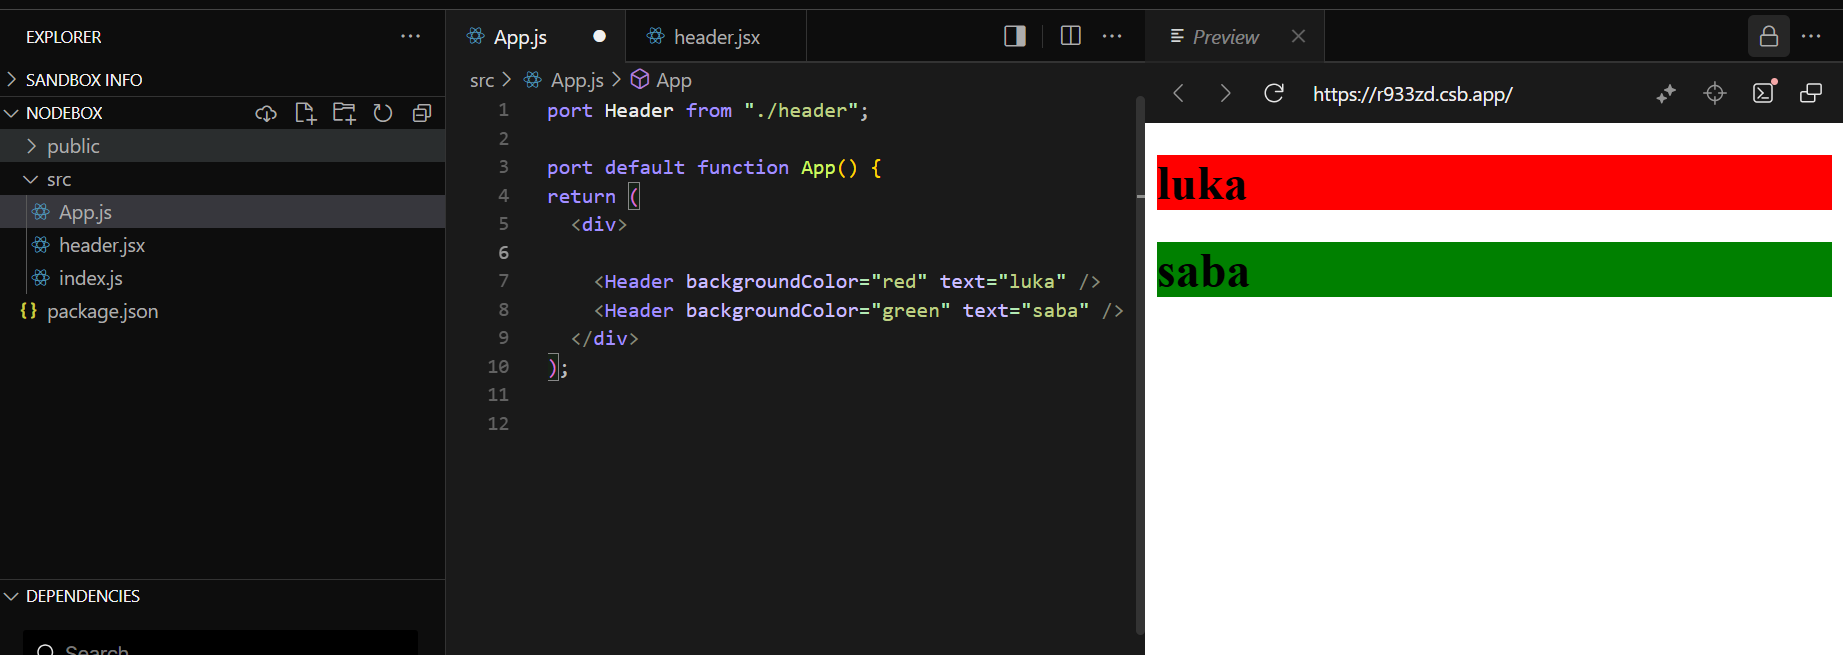 EXPLORER
SANDBOX INFO
NODEBOX
public
src
App.js
header.jsx
index.js
{} package.json
DEPENDENCIES
Search
App.js
header.jsx
src > App.js > App
1 port Header from "./header";
2
3 port default function App() {
4 return (
5 <div>
6
7 <Header backgroundColor="red" text="luka" />
8 <Header backgroundColor="green" text="saba" />
9 </div>
10 );
11
12
Preview
https://r933zd.csb.app/
luka
saba